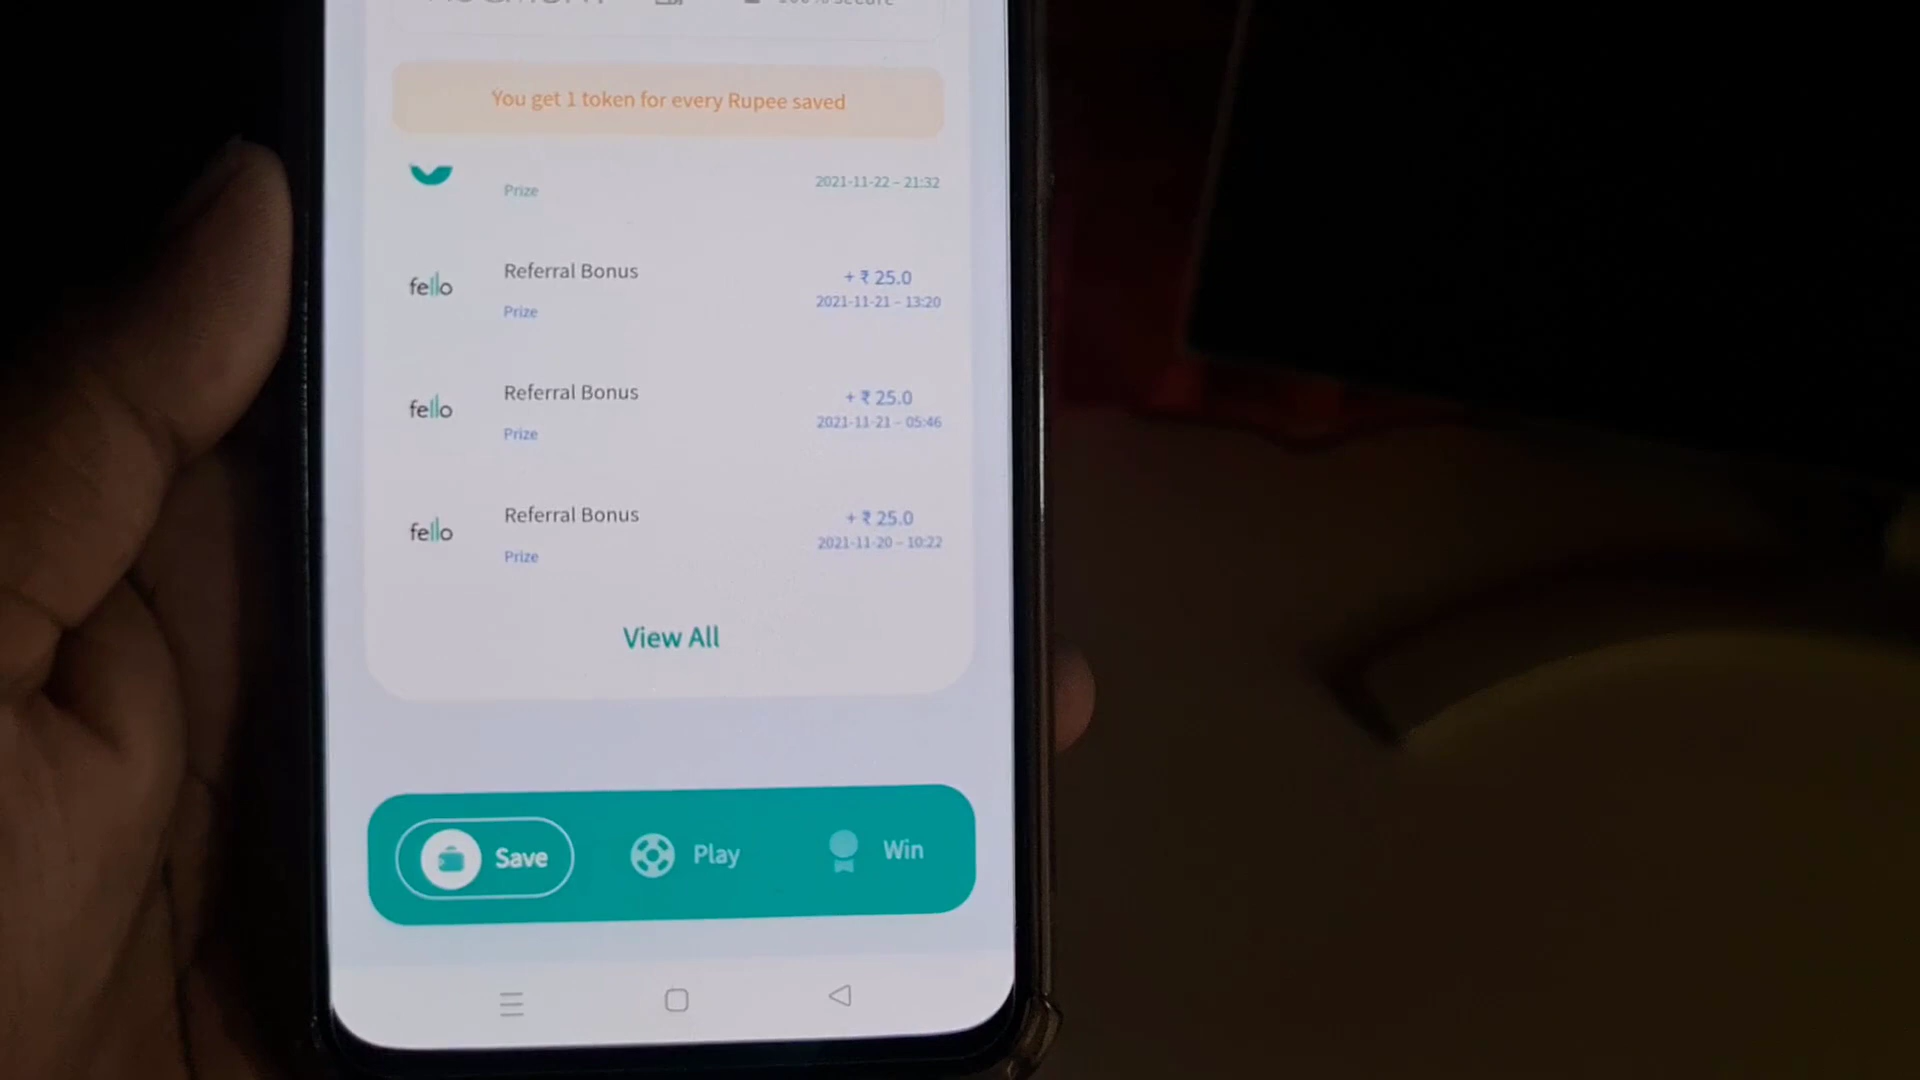 You get 1 token for every Rupee saved
Prize
2021-11-22 - 21:32
fello
Referral Bonus
Prize
+ ₹ 25.0
2021-11-21 - 13:20
fello
Referral Bonus
Prize
+ ₹ 25.0
2021-11-21 - 05:46
fello
Referral Bonus
Prize
+ ₹ 25.0
2021-11-20 - 10:22
View All
Save
Play
Win